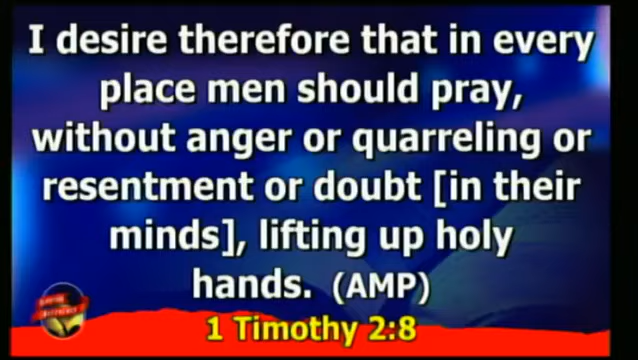 I desire therefore that in every
place men should pray,
without anger or quarreling or
resentment or doubt [in their
minds], lifting up holy
hands. (AMP)
1 Timothy 2:8